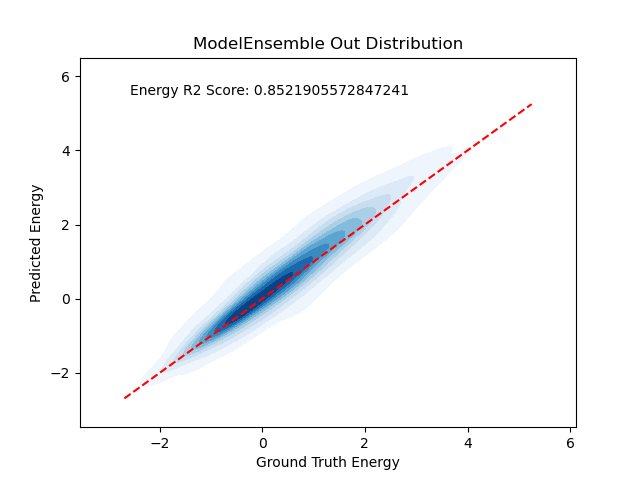 ModelEnsemble Out Distribution
Energy R2 Score: 0.8521905572847241
Predicted Energy
6
4
2
0
−2
−2 0 2 4 6
Ground Truth Energy